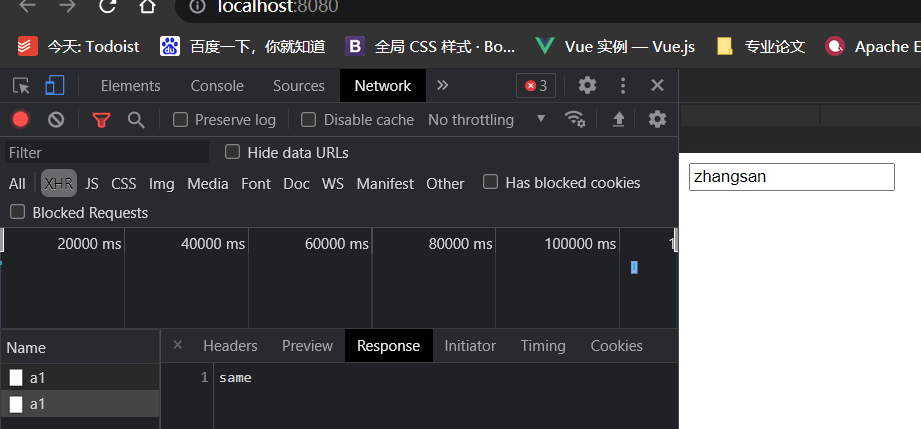 localhost:8080
今天: Todoist 百度一下，你就知道 全局 CSS 样式 · Bo... Vue 实例 — Vue.js 专业论文 Apache E
Elements Console Sources Network 3
Preserve log Disable cache No throttling
Filter Hide data URLs
All XHR JS CSS Img Media Font Doc WS Manifest Other Has blocked cookies
Blocked Requests
20000 ms 40000 ms 60000 ms 80000 ms 100000 ms 1
zhangsan
Name Headers Preview Response Initiator Timing Cookies
a1 1 same
a1